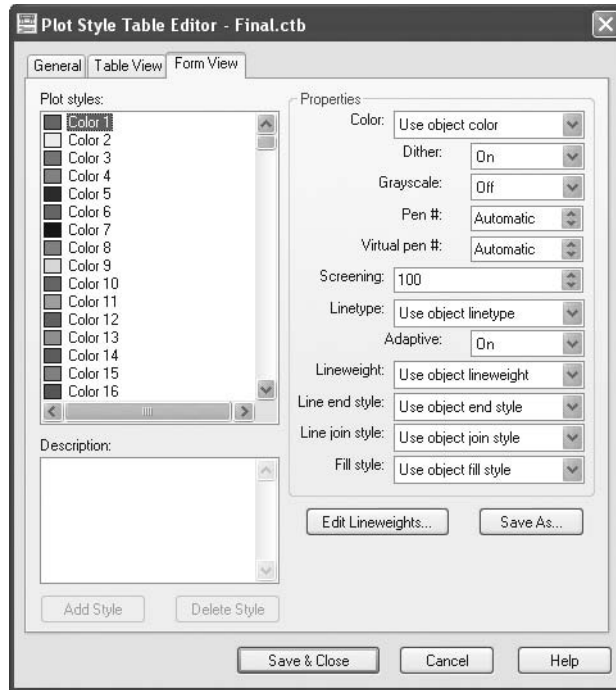 Plot Style Table Editor - Final.ctb
General Table View Form View
Plot styles:
Color 1
Color 2
Color 3
Color 4
Color 5
Color 6
Color 7
Color 8
Color 9
Color 10
Color 11
Color 12
Color 13
Color 14
Color 15
Color 16
Description:
Add Style Delete Style
Properties
Color: Use object color
Dither: On
Grayscale: Off
Pen #: Automatic
Virtual pen #: Automatic
Screening: 100
Linetype: Use object linetype
Adaptive: On
Lineweight: Use object lineweight
Line end style: Use object end style
Line join style: Use object join style
Fill style: Use object fill style
Edit Lineweights... Save As...
Save & Close Cancel Help